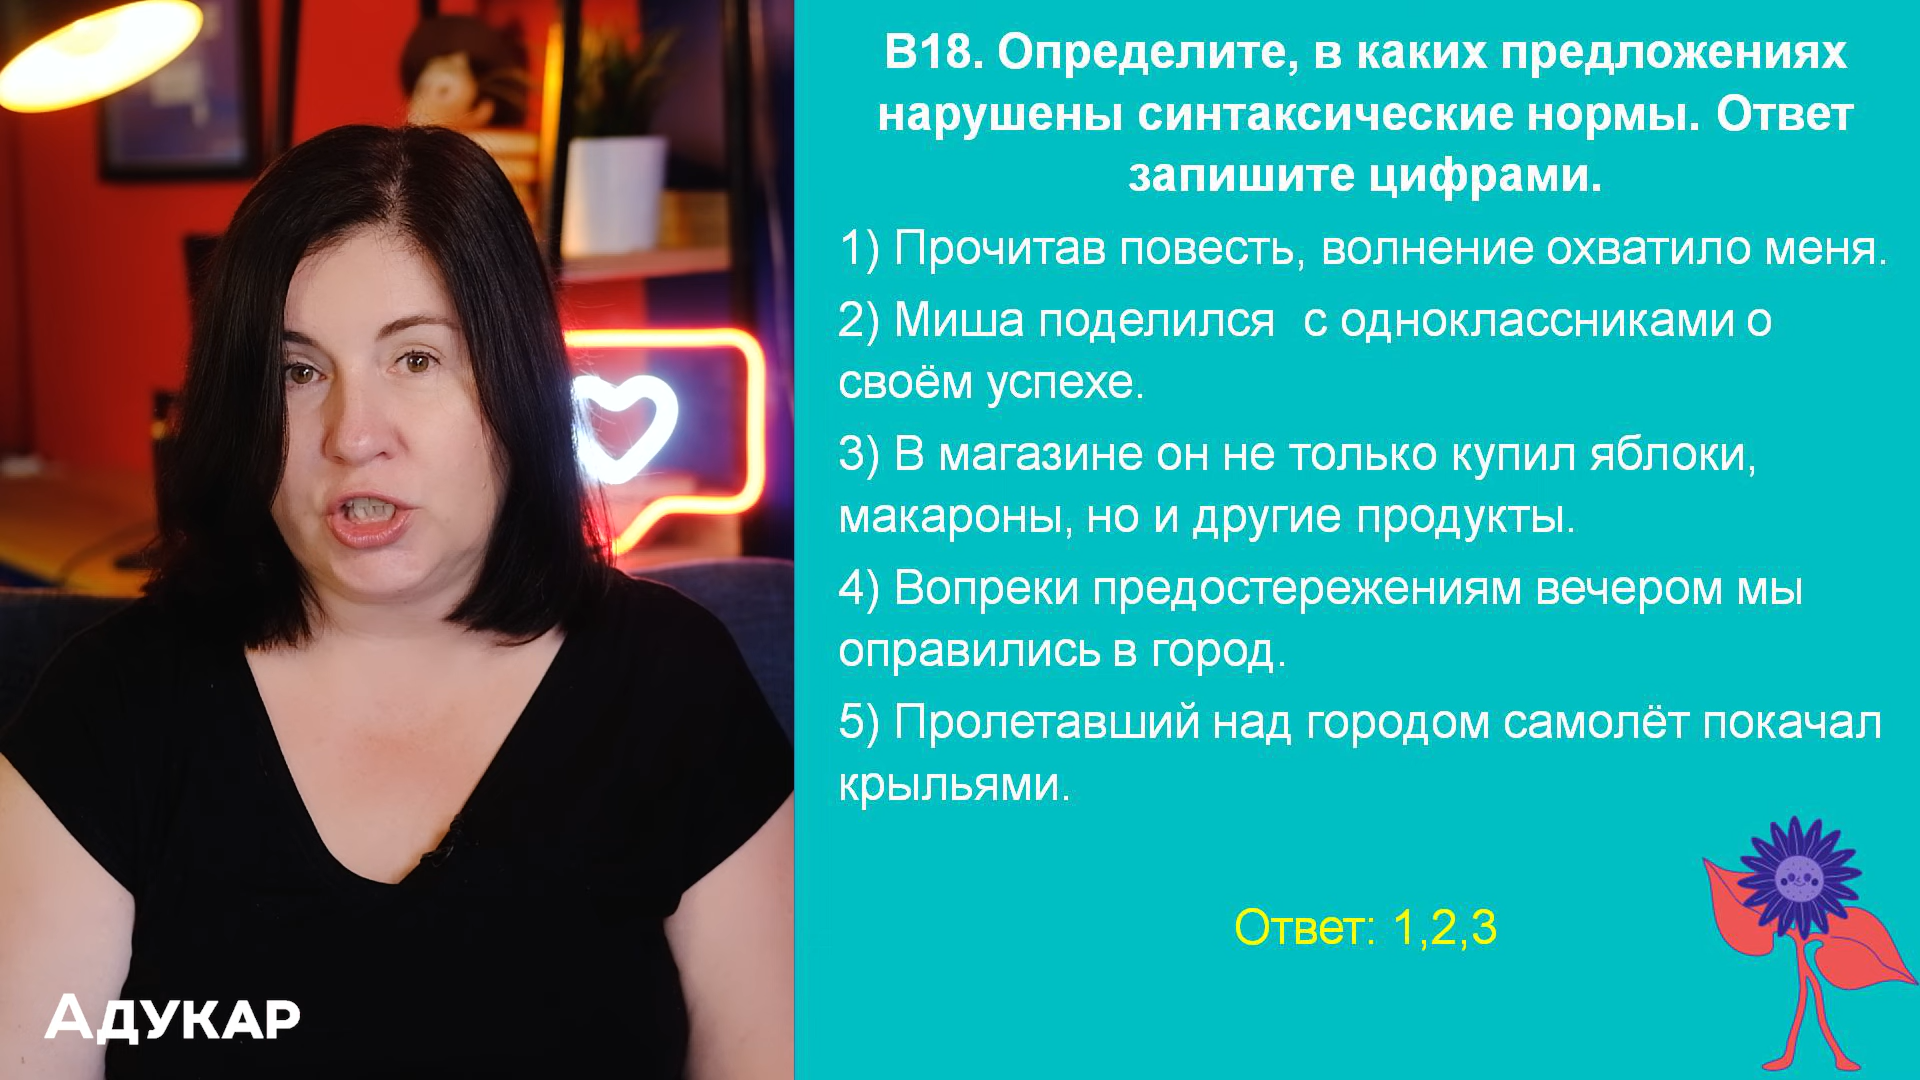 В18. Определите, в каких предложениях
нарушены синтаксические нормы. Ответ
запишите цифрами.
1) Прочитав повесть, волнение охватило меня.
2) Миша поделился с одноклассниками о
своём успехе.
3) В магазине он не только купил яблоки,
макароны, но и другие продукты.
4) Вопреки предостережениям вечером мы
оправились в город.
5) Пролетавший над городом самолёт покачал
крыльями.
Ответ: 1,2,3
АДУКАР